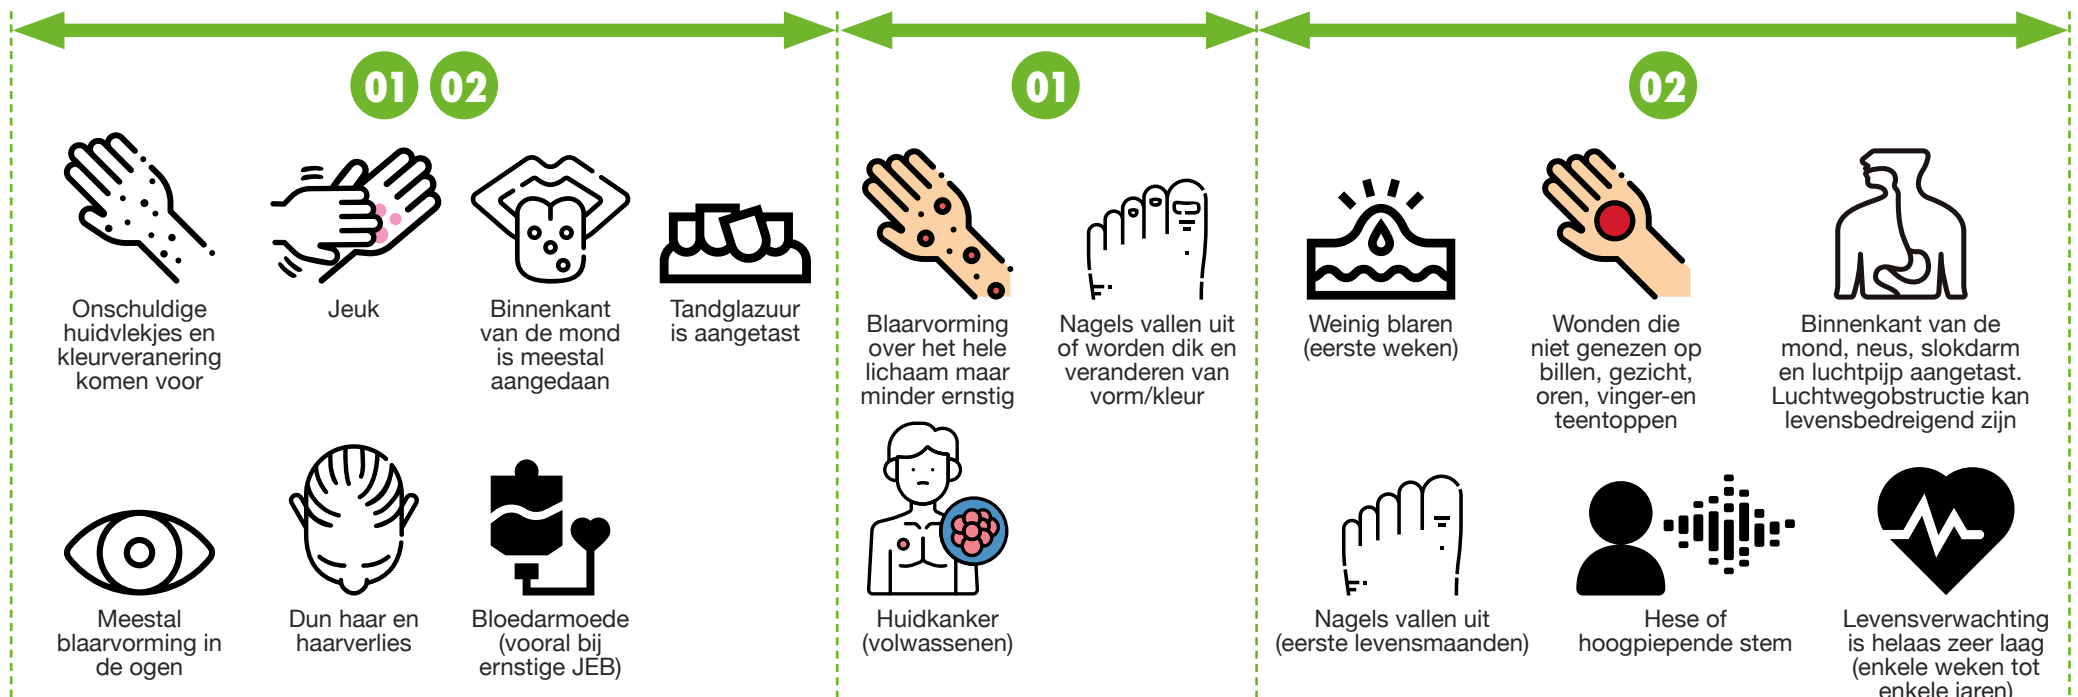 01 02
Onschuldige
huidvlekjes en
kleurveranering
komen voor
Jeuk
Binnenkant
van de mond
is meestal
aangedaan
Tandglazuur
is aangetast
Meestal
blaarvorming in
de ogen
Dun haar en
haarverlies
Bloedarmoede
(vooral bij
ernstige JEB)
01
Blaarvorming
over het hele
lichaam maar
minder ernstig
Nagels vallen uit
of worden dik en
veranderen van
vorm/kleur
Huidkanker
(volwassenen)
02
Weinig blaren
(eerste weken)
Wonden die
niet genezen op
billen, gezicht,
oren, vinger-en
teentoppen
Binnenkant van de
mond, neus, slokdarm
en luchtpijp aangetast.
Luchtwegobstructie kan
levensbedreigend zijn
Nagels vallen uit
(eerste levensmaanden)
Hese of
hoogpiepende stem
Levensverwachting
is helaas zeer laag
(enkele weken tot
enkele jaren)